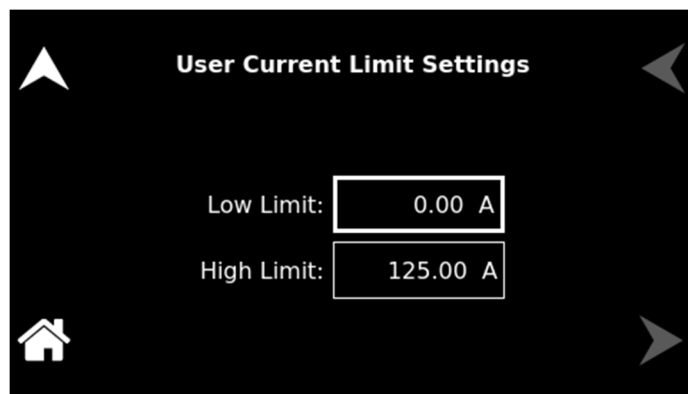 User Current Limit Settings
Low Limit: 0.00 A
High Limit: 125.00 A